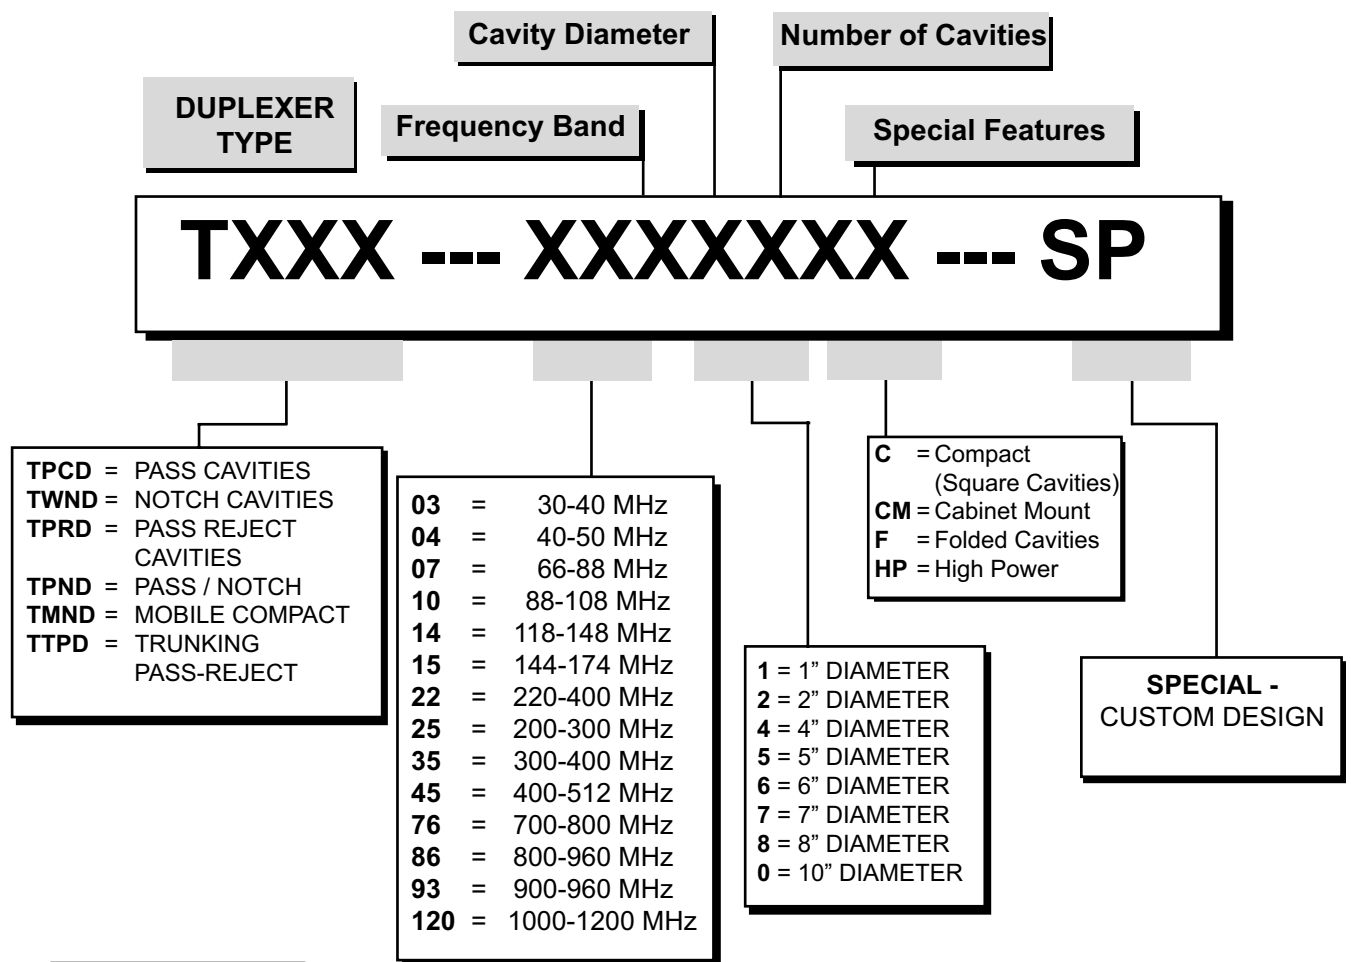 Cavity Diameter
Number of Cavities
DUPLEXER
TYPE
Frequency Band
Special Features
TXXX --- XXXXXXX --- SP
TPCD = PASS CAVITIES
TWND = NOTCH CAVITIES
TPRD = PASS REJECT
CAVITIES
TPND = PASS / NOTCH
TMND = MOBILE COMPACT
TTPD = TRUNKING
PASS-REJECT
03 = 30-40 MHz
04 = 40-50 MHz
07 = 66-88 MHz
10 = 88-108 MHz
14 = 118-148 MHz
15 = 144-174 MHz
22 = 220-400 MHz
25 = 200-300 MHz
35 = 300-400 MHz
45 = 400-512 MHz
76 = 700-800 MHz
86 = 800-960 MHz
93 = 900-960 MHz
120 = 1000-1200 MHz
1 = 1” DIAMETER
2 = 2” DIAMETER
4 = 4” DIAMETER
5 = 5” DIAMETER
6 = 6” DIAMETER
7 = 7” DIAMETER
8 = 8” DIAMETER
0 = 10” DIAMETER
C = Compact
(Square Cavities)
CM = Cabinet Mount
F = Folded Cavities
HP = High Power
SPECIAL -
CUSTOM DESIGN